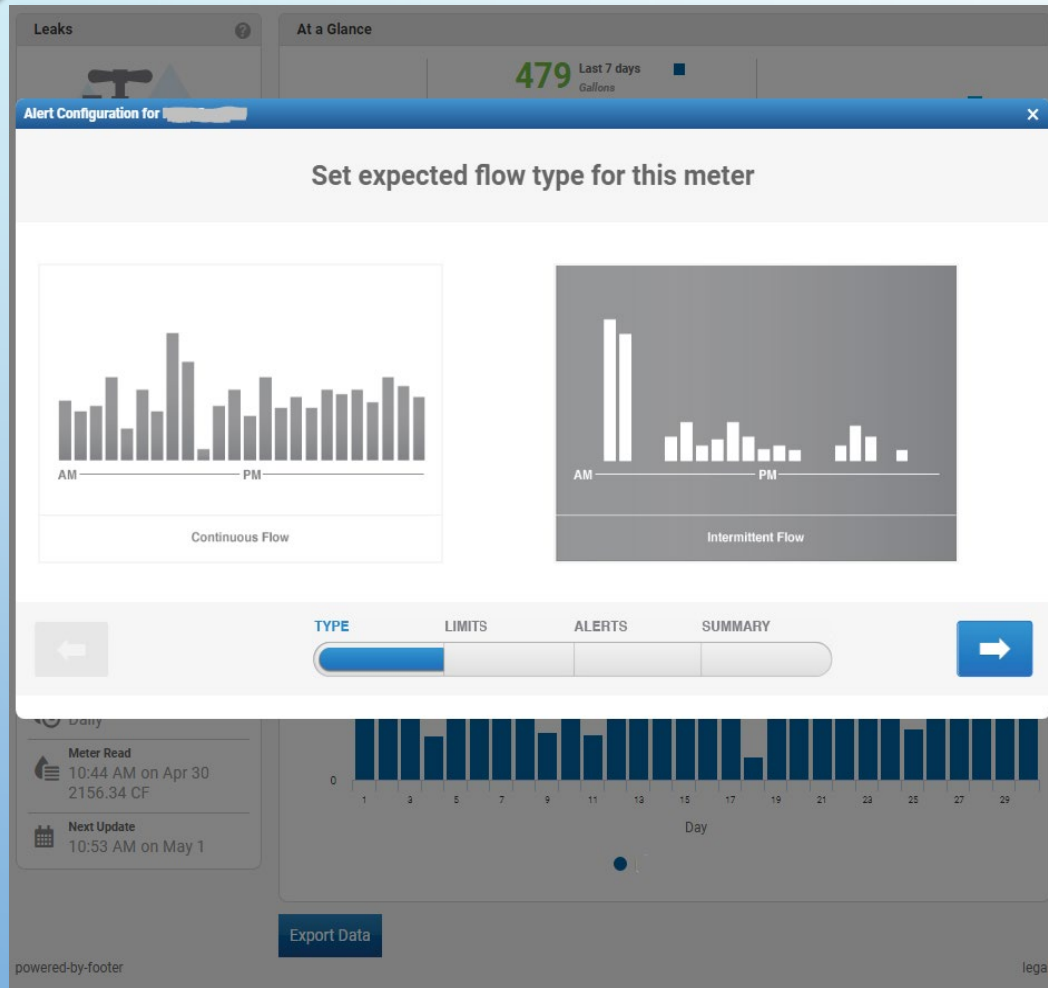 Leaks
At a Glance
479 Last 7 days
Gallons
Alert Configuration for
Set expected flow type for this meter
AM
PM
Continuous Flow
AM
PM
Intermittent Flow
TYPE
LIMITS
ALERTS
SUMMARY
Daily
Meter Read
10:44 AM on Apr 30
2156.34 CF
Next Update
10:53 AM on May 1
0
1 3 5 7 9 11 13 15 17 19 21 23 25 27 29
Day
Export Data
powered-by-footer
lega